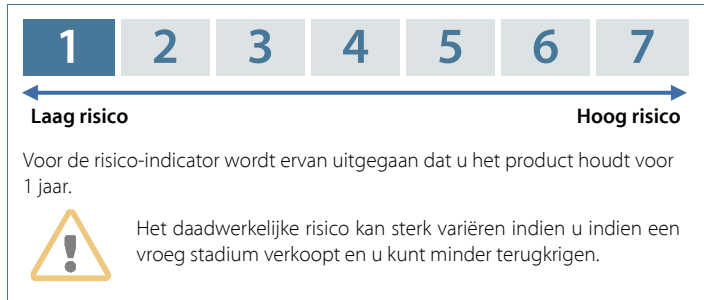 1 2 3 4 5 6 7
Laag risico Hoog risico
Voor de risico-indicator wordt ervan uitgegaan dat u het product houdt voor
1 jaar.
Het daadwerkelijke risico kan sterk variëren indien u indien een
vroeg stadium verkoopt en u kunt minder terugkrigen.